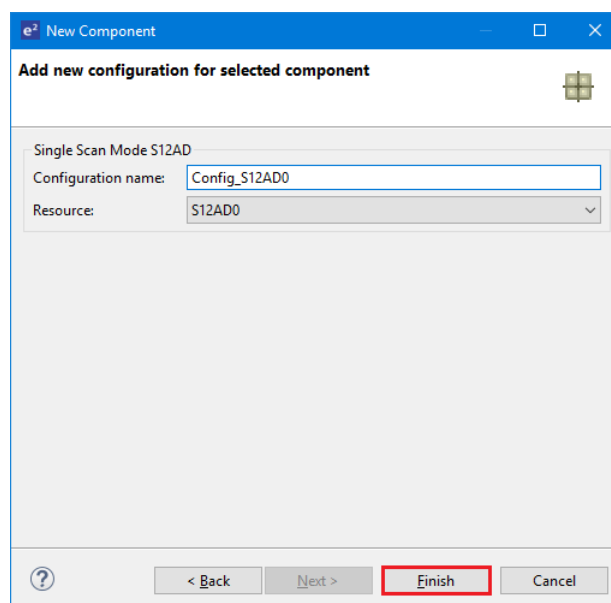 e² New Component
Add new configuration for selected component
Single Scan Mode S12AD
Configuration name: Config_S12AD0
Resource: S12AD0
? < Back Next > Finish Cancel